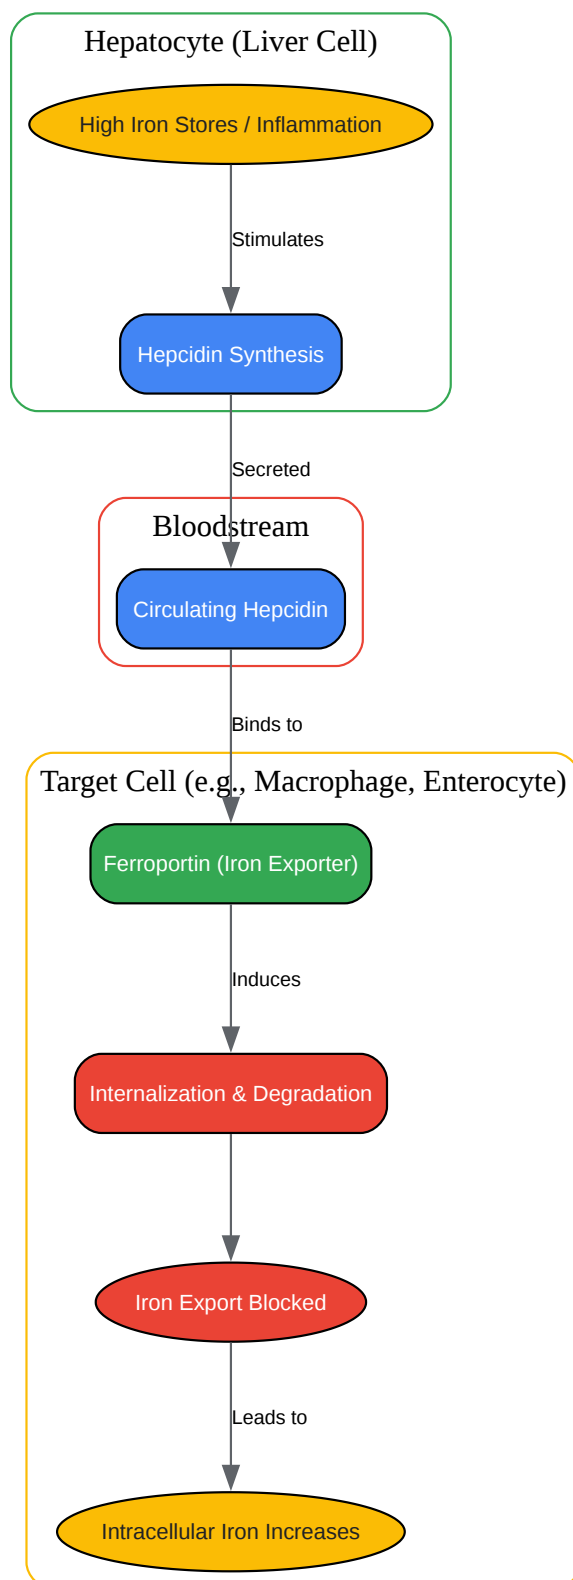 Hepatocyte (Liver Cell)
High Iron Stores / Inflammation
Stimulates
Hepcidin Synthesis
Secreted
Bloodstream
Circulating Hepcidin
Binds to
Target Cell (e.g., Macrophage, Enterocyte)
Ferroportin (Iron Exporter)
Induces
Internalization & Degradation
Iron Export Blocked
Leads to
Intracellular Iron Increases